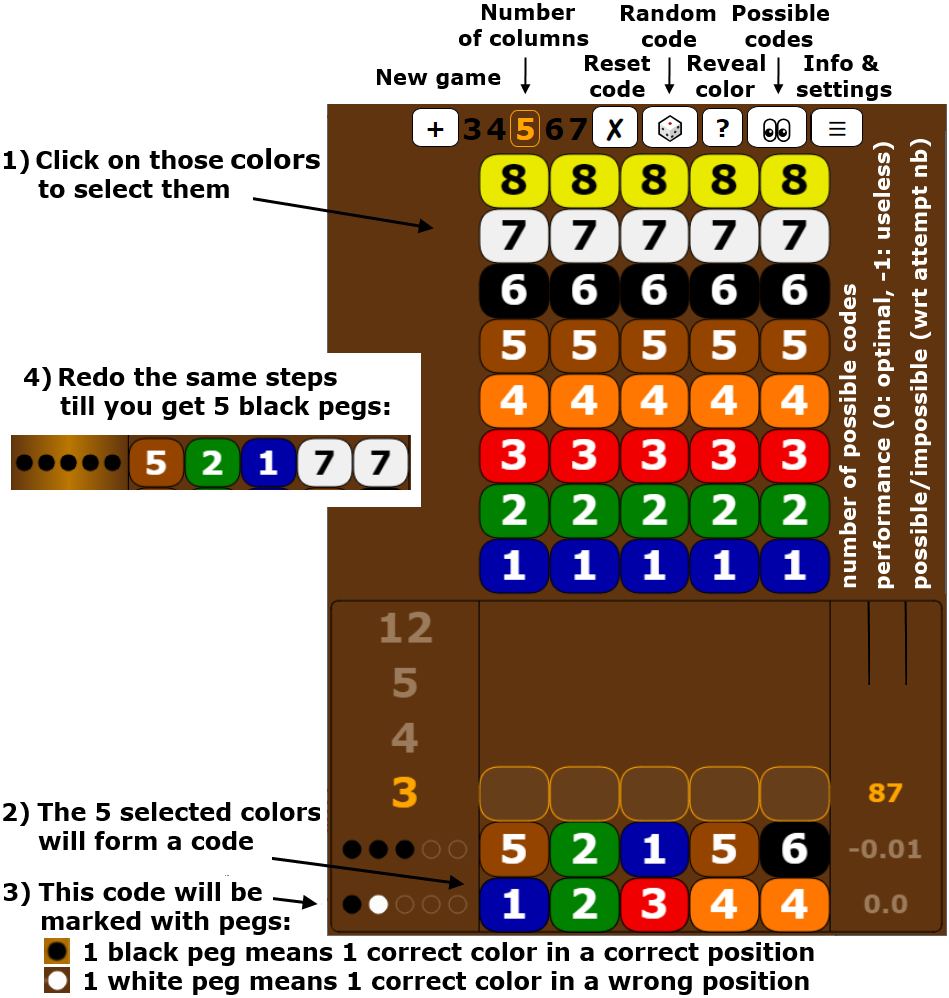 Number
of columns
Random
code
Possible
codes
New game
Reset
code
Reveal
color
Info &
settings
+ 3 4 5 6 7 ✗ ? ☰
1) Click on those colors
to select them
8 8 8 8 8
7 7 7 7 7
6 6 6 6 6
5 5 5 5 5
4 4 4 4 4
3 3 3 3 3
2 2 2 2 2
1 1 1 1 1
number of possible codes
performance (0: optimal, -1: useless)
possible/impossible (wrt attempt nb)
4) Redo the same steps
till you get 5 black pegs:
5 2 1 7 7
12
5
4
3 87
5 2 1 5 6 -0.01
1 2 3 4 4 0.0
2) The 5 selected colors
will form a code
3) This code will be
marked with pegs:
1 black peg means 1 correct color in a correct position
1 white peg means 1 correct color in a wrong position